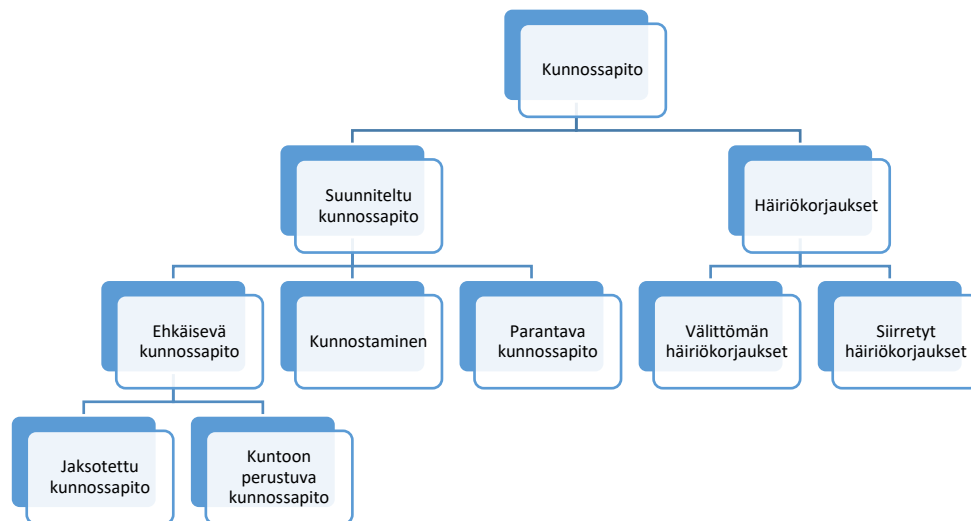 Kunnossapito
Suunniteltu
kunnossapito
Häiriökorjaukset
Ehkäisevä
kunnossapito
Kunnostaminen
Parantava
kunnossapito
Välittömän
häiriökorjaukset
Siirretyt
häiriökorjaukset
Jaksotettu
kunnossapito
Kuntoon
perustuva
kunnossapito